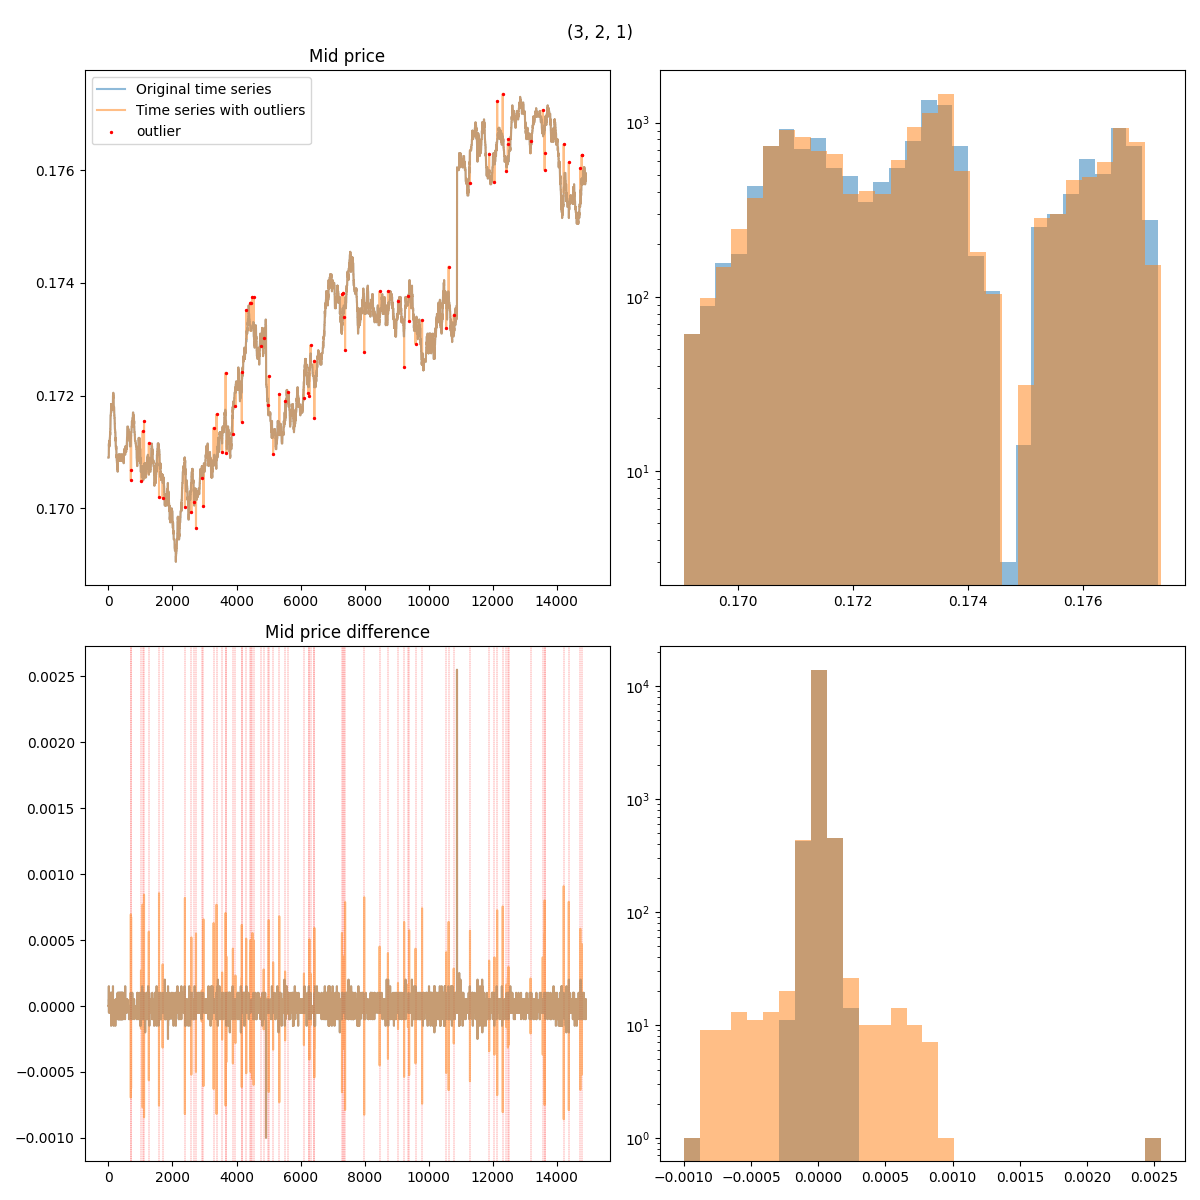 (3, 2, 1)
Mid price
Original time series
Time series with outliers
outlier
0.176
0.174
0.172
0.170
0 2000 4000 6000 8000 10000 12000 14000
10³
10²
10¹
0.170 0.172 0.174 0.176
Mid price difference
0.0025
0.0020
0.0015
0.0010
0.0005
0.0000
−0.0005
−0.0010
0 2000 4000 6000 8000 10000 12000 14000
10⁴
10³
10²
10¹
10⁰
−0.0010 −0.0005 0.0000 0.0005 0.0010 0.0015 0.0020 0.0025